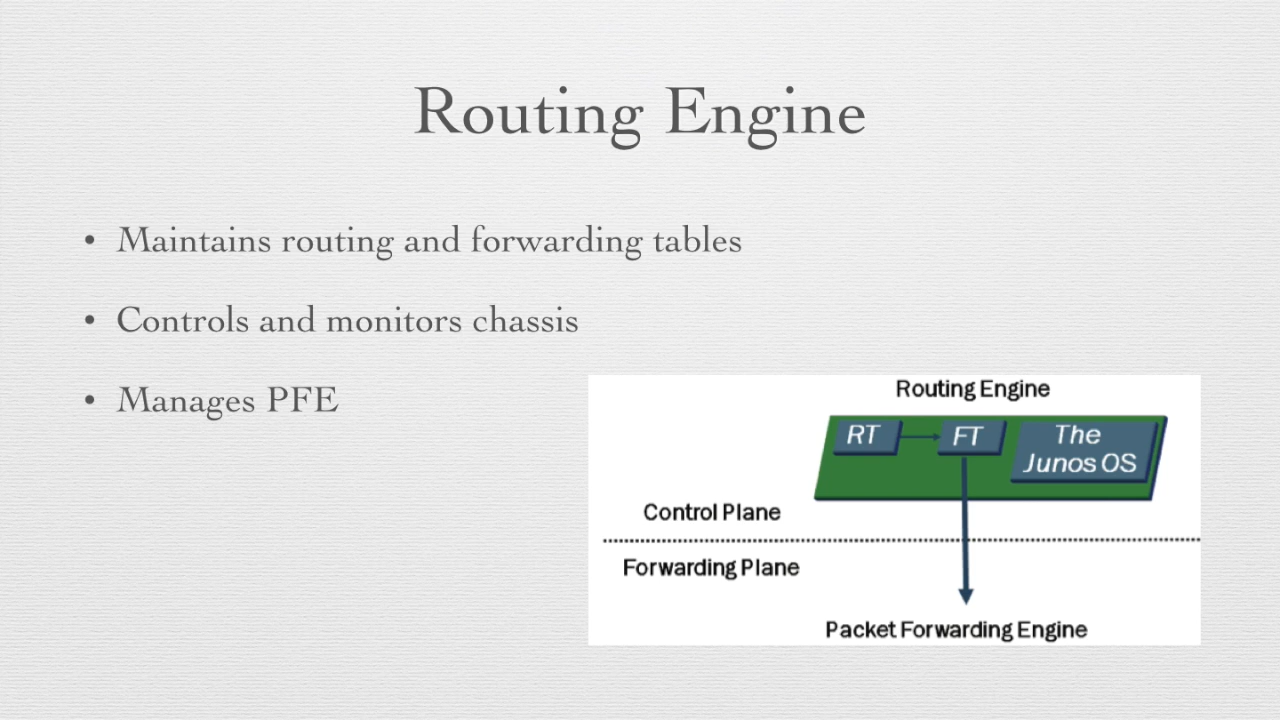 Routing Engine
• Maintains routing and forwarding tables
• Controls and monitors chassis
• Manages PFE
Routing Engine
RT
FT
The
Junos OS
Control Plane
Forwarding Plane
Packet Forwarding Engine